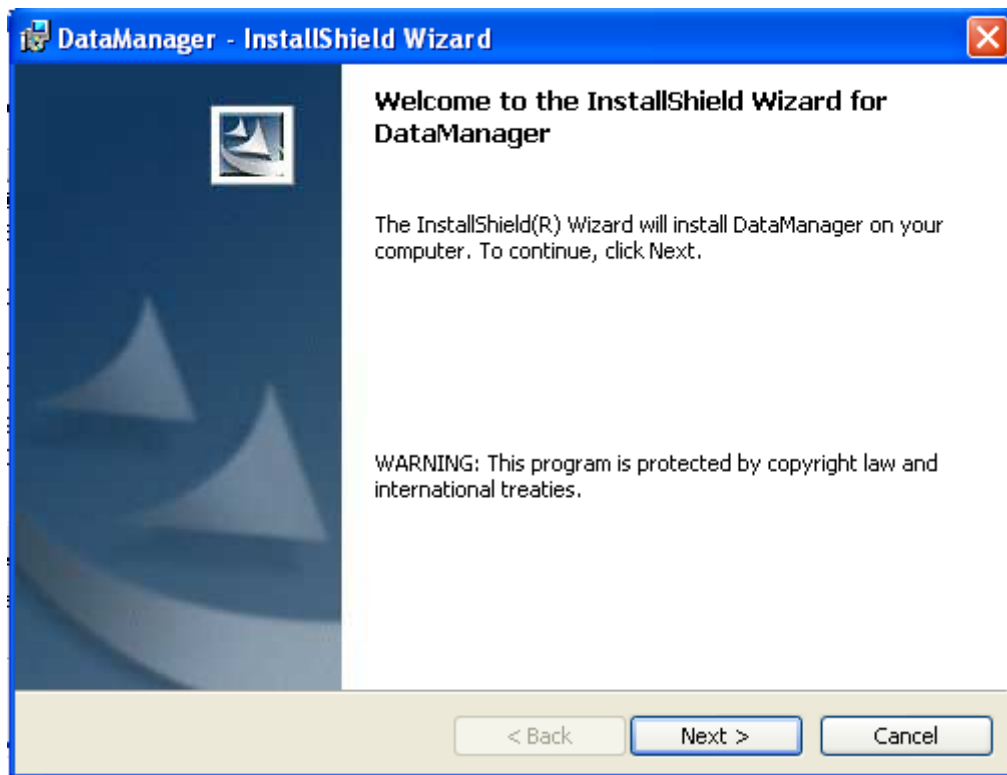 DataManager - InstallShield Wizard
Welcome to the InstallShield Wizard for
DataManager
The InstallShield(R) Wizard will install DataManager on your
computer. To continue, click Next.
WARNING: This program is protected by copyright law and
international treaties.
< Back
Next >
Cancel